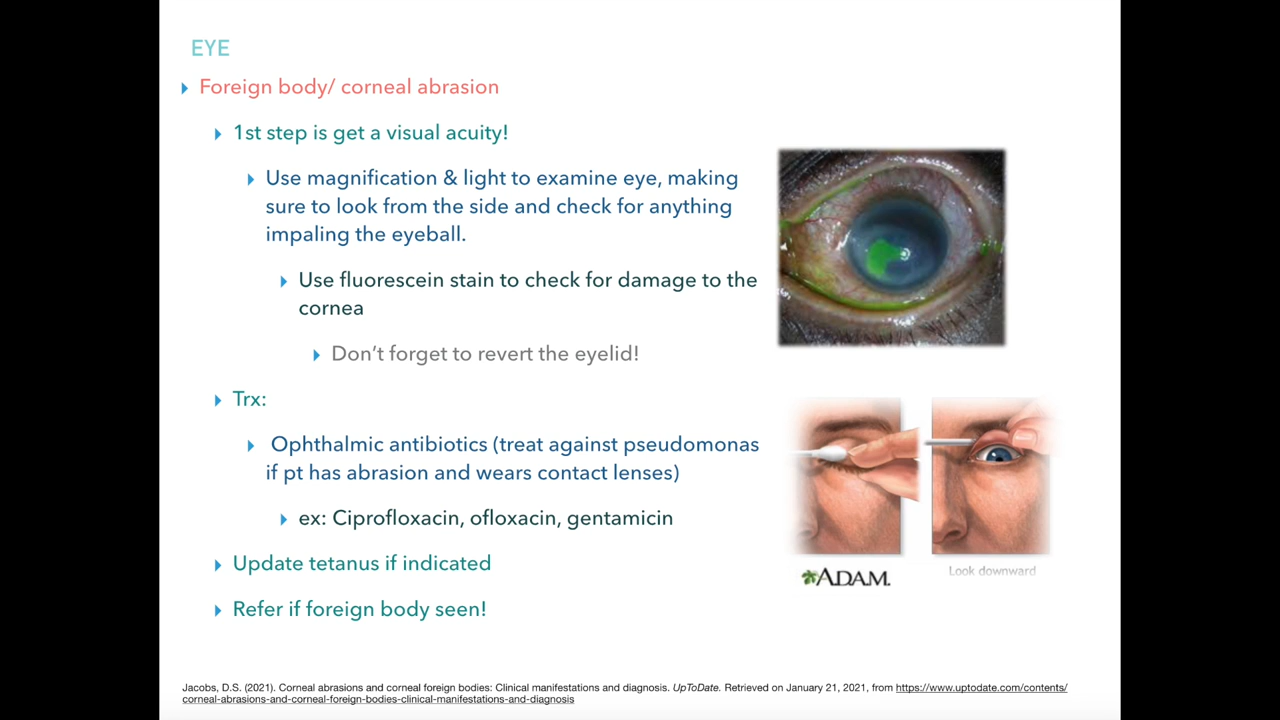 EYE
Foreign body/ corneal abrasion
1st step is get a visual acuity!
Use magnification & light to examine eye, making
sure to look from the side and check for anything
impaling the eyeball.
Use fluorescein stain to check for damage to the
cornea
Don't forget to revert the eyelid!
Trx:
Ophthalmic antibiotics (treat against pseudomonas
if pt has abrasion and wears contact lenses)
ex: Ciprofloxacin, ofloxacin, gentamicin
Update tetanus if indicated
Refer if foreign body seen!
ADAM.
Look downward
Jacobs, D.S. (2021). Corneal abrasions and corneal foreign bodies: Clinical manifestations and diagnosis. UpToDate. Retrieved on January 21, 2021, from https://www.uptodate.com/contents/
corneal-abrasions-and-corneal-foreign-bodies-clinical-manifestations-and-diagnosis